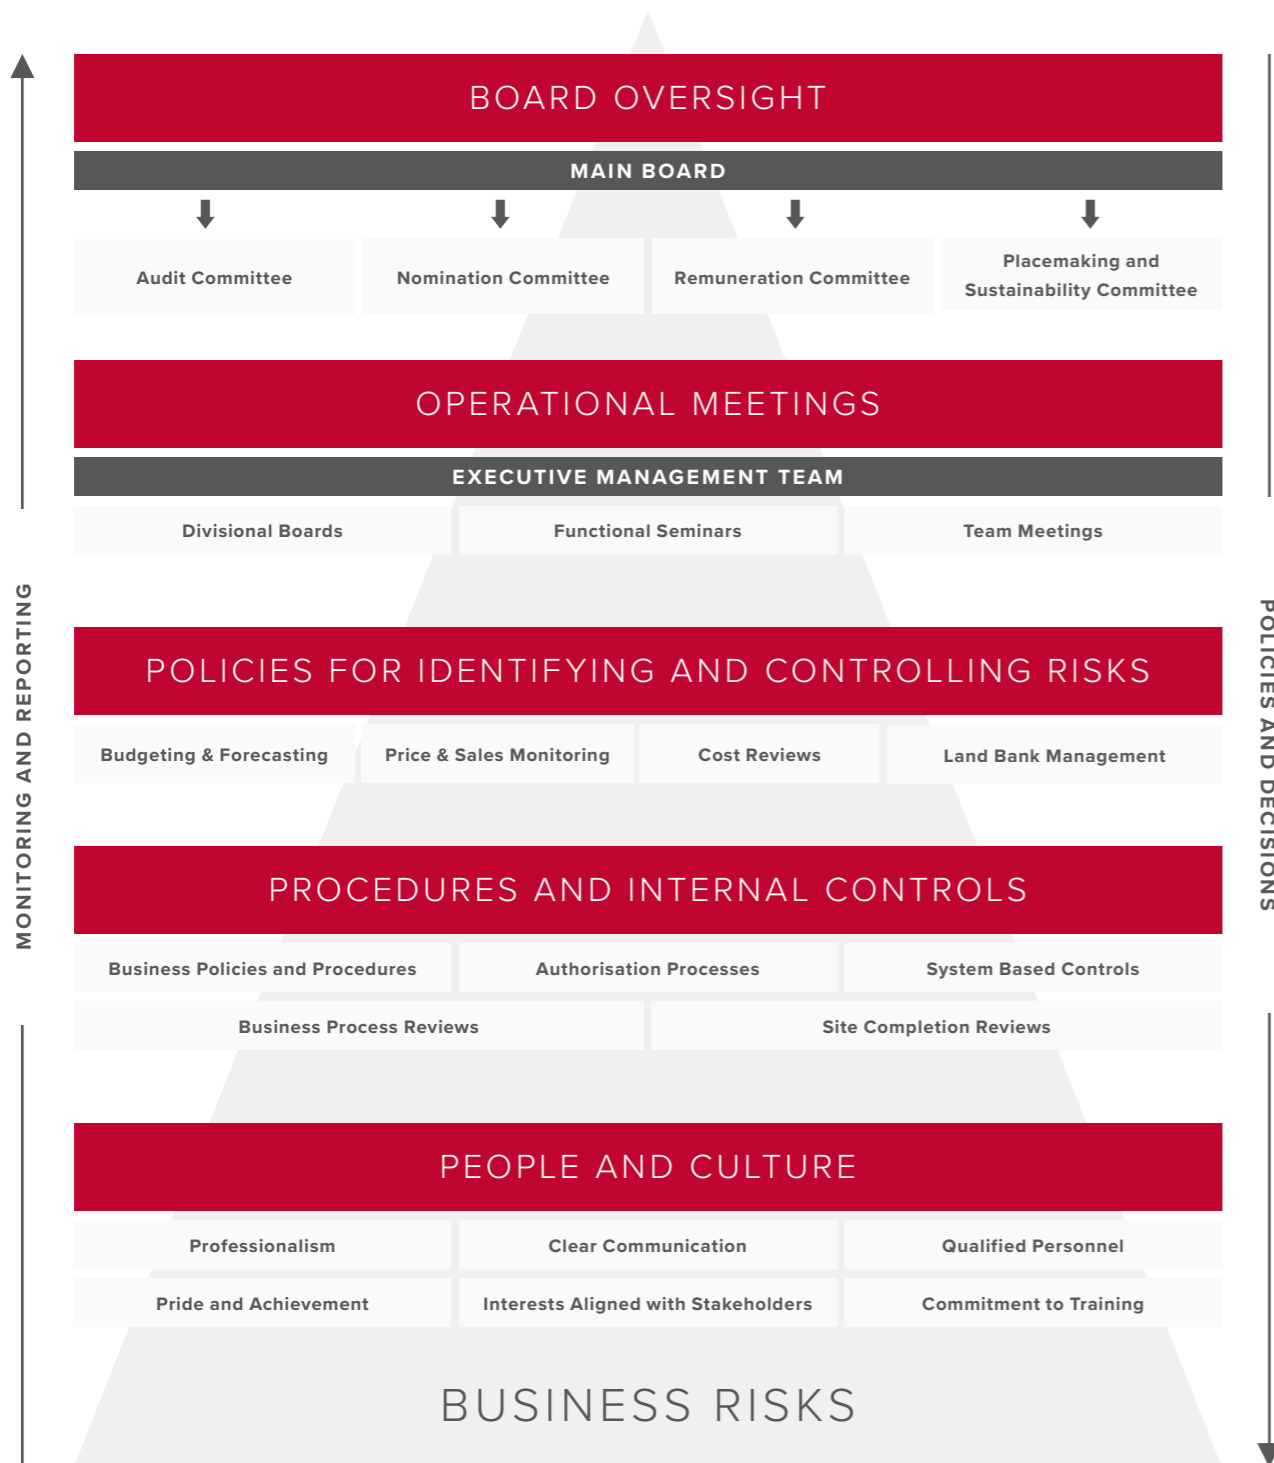 BOARD OVERSIGHT
MAIN BOARD
Audit Committee
Nomination Committee
Remuneration Committee
Placemaking and
Sustainability Committee
OPERATIONAL MEETINGS
EXECUTIVE MANAGEMENT TEAM
Divisional Boards
Functional Seminars
Team Meetings
POLICIES FOR IDENTIFYING AND CONTROLLING RISKS
Budgeting & Forecasting
Price & Sales Monitoring
Cost Reviews
Land Bank Management
PROCEDURES AND INTERNAL CONTROLS
Business Policies and Procedures
Authorisation Processes
System Based Controls
Business Process Reviews
Site Completion Reviews
PEOPLE AND CULTURE
Professionalism
Clear Communication
Qualified Personnel
Pride and Achievement
Interests Aligned with Stakeholders
Commitment to Training
BUSINESS RISKS
MONITORING AND REPORTING
POLICIES AND DECISIONS